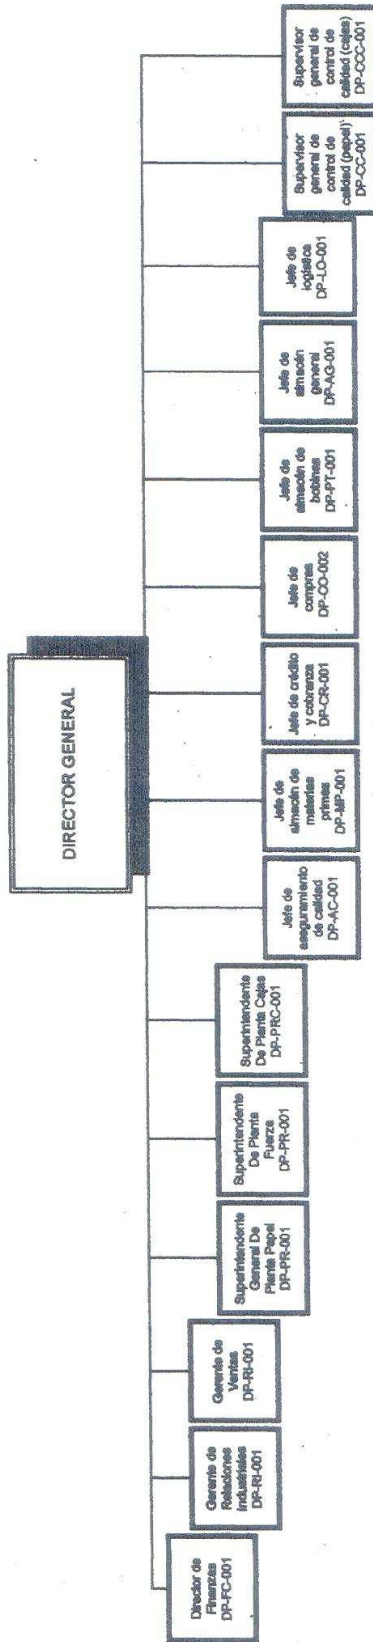 DIRECTOR GENERAL
Director de
Finanzas
DP-FC-001
Gerente de
Relaciones
Industriales
DP-RI-001
Gerente de
Ventas
DP-RI-001
Superintendente
General De
Planta Papel
DP-PR-001
Superintendente
De Planta
Fuerza
DP-PR-001
Superintendente
De Planta Cajas
DP-PRC-001
Jefe de
aseguramiento
de calidad
DP-AC-001
Jefe de
almacén de
materias
primas
DP-MP-001
Jefe de crédito
y cobranza
DP-CR-001
Jefe de
compras
DP-CO-002
Jefe de
almacén de
bobinas
DP-PT-001
Jefe de
almacén
general
DP-AG-001
Jefe de
logística
DP-LO-001
Supervisor
general de
control de
calidad (papel)
DP-CC-001
Supervisor
general de
control de
calidad (cajas)
DP-CCC-001